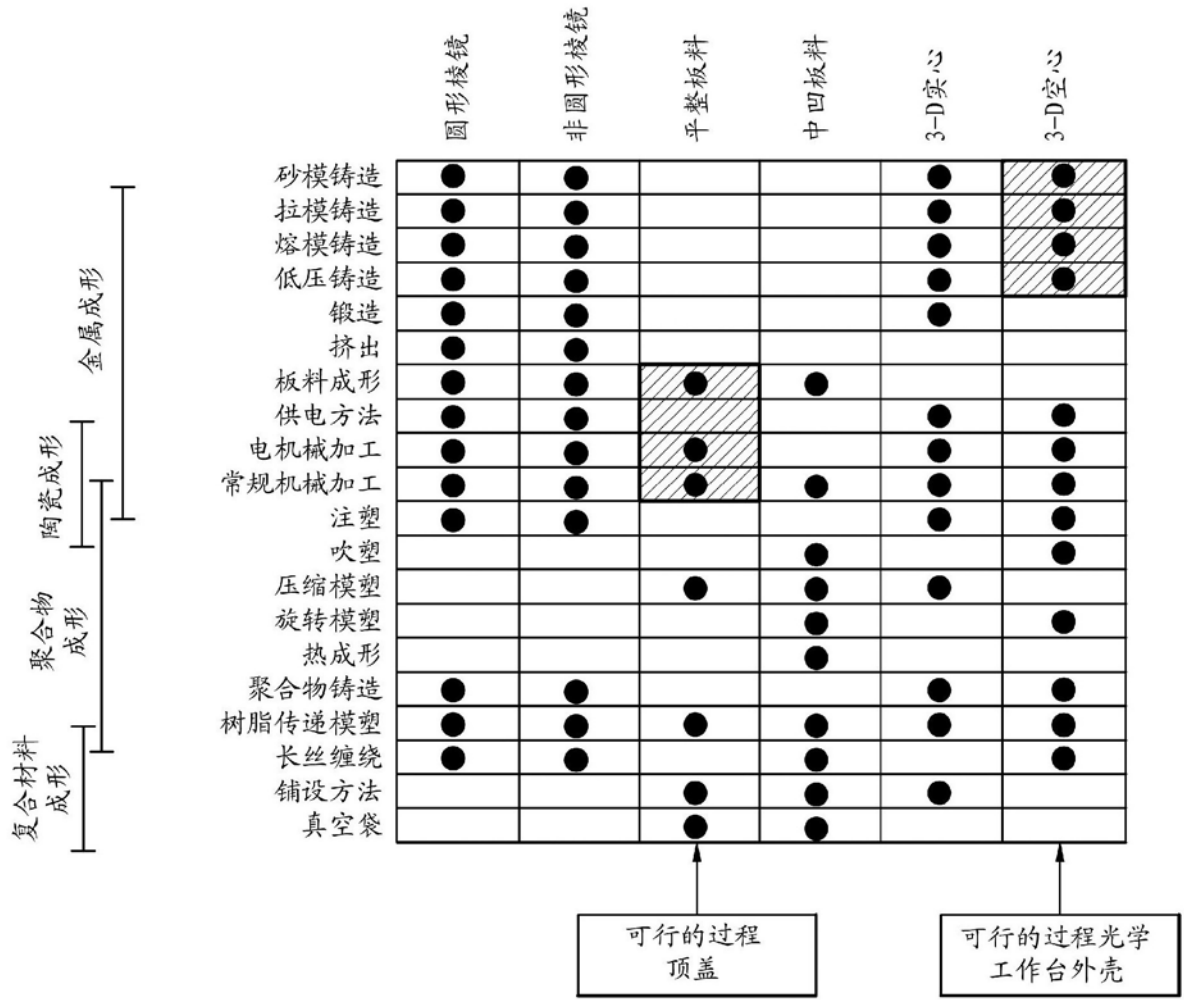 圆形棱镜
非圆形棱镜
平整板料
中凹板料
3-D实心
3-D空心
砂模铸造
拉模铸造
熔模铸造
低压铸造
锻造
挤出
板料成形
供电方法
电机械加工
常规机械加工
注塑
吹塑
压缩模塑
旋转模塑
热成形
聚合物铸造
树脂传递模塑
长丝缠绕
铺设方法
真空袋
金属成形
陶瓷成形
聚合物
成形
复合材料
成形
可行的过程
顶盖
可行的过程光学
工作台外壳